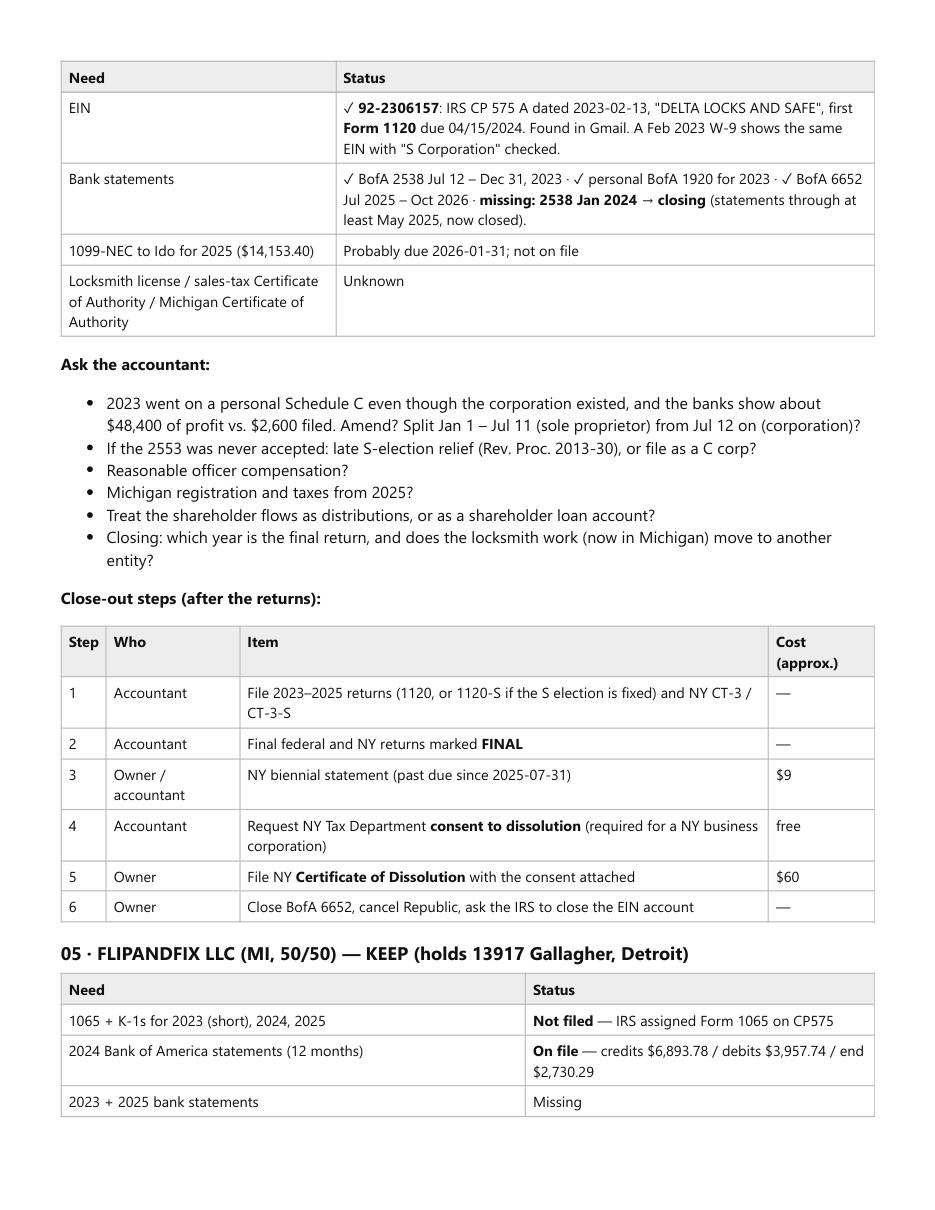 Need Status
EIN ✓ 92-2306157: IRS CP 575 A dated 2023-02-13, "DELTA LOCKS AND SAFE", first
Form 1120 due 04/15/2024. Found in Gmail. A Feb 2023 W-9 shows the same
EIN with "S Corporation" checked.
Bank statements ✓ BofA 2538 Jul 12 – Dec 31, 2023 · ✓ personal BofA 1920 for 2023 · ✓ BofA 6652
Jul 2025 – Oct 2026 · missing: 2538 Jan 2024 → closing (statements through at
least May 2025, now closed).
1099-NEC to Ido for 2025 ($14,153.40) Probably due 2026-01-31; not on file
Locksmith license / sales-tax Certificate Unknown
of Authority / Michigan Certificate of
Authority
Ask the accountant:
• 2023 went on a personal Schedule C even though the corporation existed, and the banks show about
$48,400 of profit vs. $2,600 filed. Amend? Split Jan 1 – Jul 11 (sole proprietor) from Jul 12 on (corporation)?
• If the 2553 was never accepted: late S-election relief (Rev. Proc. 2013-30), or file as a C corp?
• Reasonable officer compensation?
• Michigan registration and taxes from 2025?
• Treat the shareholder flows as distributions, or as a shareholder loan account?
• Closing: which year is the final return, and does the locksmith work (now in Michigan) move to another
entity?
Close-out steps (after the returns):
Step Who Item Cost
(approx.)
1 Accountant File 2023–2025 returns (1120, or 1120-S if the S election is fixed) and NY CT-3 / —
CT-3-S
2 Accountant Final federal and NY returns marked FINAL —
3 Owner / NY biennial statement (past due since 2025-07-31) $9
accountant
4 Accountant Request NY Tax Department consent to dissolution (required for a NY business free
corporation)
5 Owner File NY Certificate of Dissolution with the consent attached $60
6 Owner Close BofA 6652, cancel Republic, ask the IRS to close the EIN account —
05 · FLIPANDFIX LLC (MI, 50/50) — KEEP (holds 13917 Gallagher, Detroit)
Need Status
1065 + K-1s for 2023 (short), 2024, 2025 Not filed — IRS assigned Form 1065 on CP575
2024 Bank of America statements (12 months) On file — credits $6,893.78 / debits $3,957.74 / end
$2,730.29
2023 + 2025 bank statements Missing